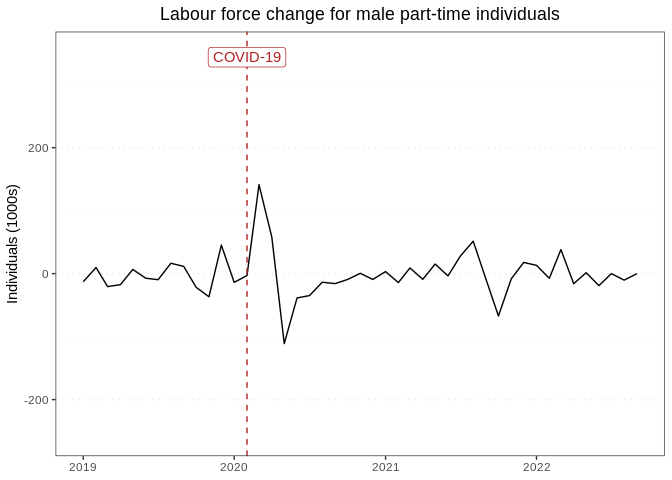 Labour force change for male part-time individuals
COVID-19
Individuals (1000s)
200
0
-200
2019
2020
2021
2022